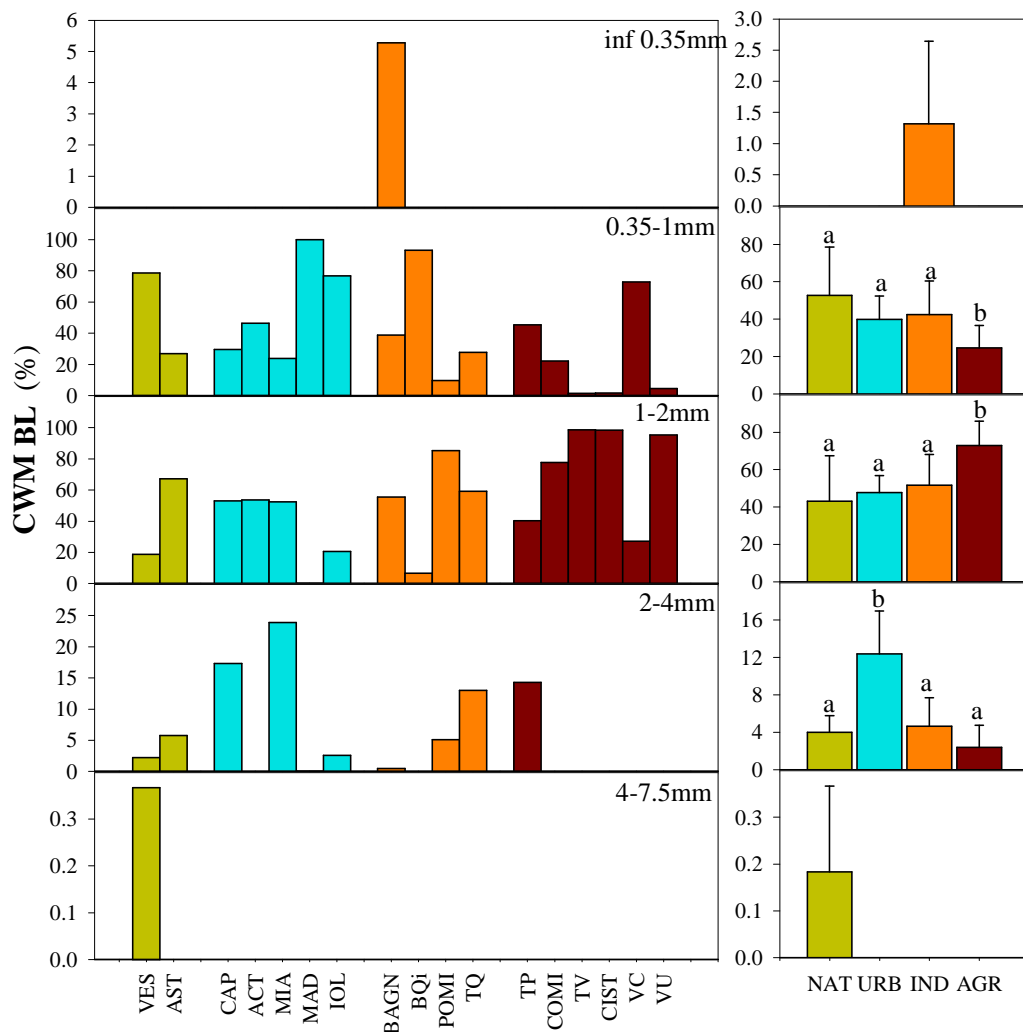 CWM BL (%)
inf 0.35mm
6
5
4
3
2
1
0
3.0
2.5
2.0
1.5
1.0
0.5
0.0
0.35-1mm
100
80
60
40
20
0
80
60
40
20
0
a
a
a
b
1-2mm
100
80
60
40
20
0
80
60
40
20
0
a
a
a
b
2-4mm
25
20
15
10
5
0
16
12
8
4
0
a
b
a
a
4-7.5mm
0.3
0.2
0.1
0.0
0.3
0.2
0.1
0.0
VES AST CAP ACT MIA MAD IOL BAGN BQi POMI TQ TP COMI TV CIST VC VU
NAT URB IND AGR